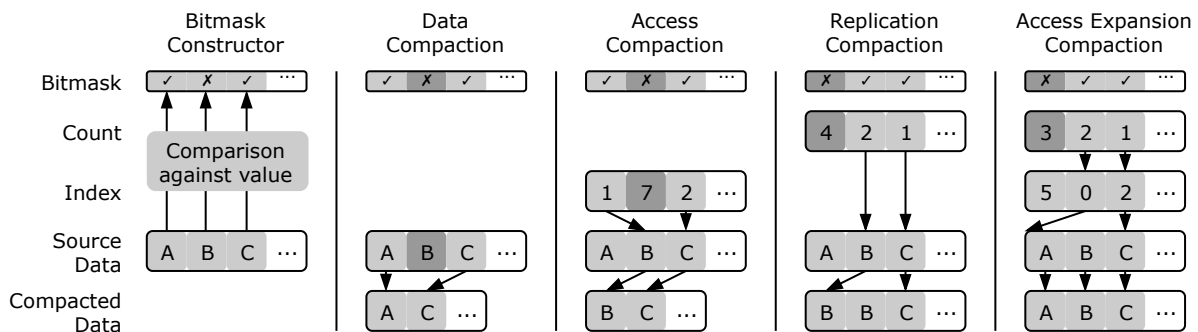 Bitmask
Constructor
Data
Compaction
Access
Compaction
Replication
Compaction
Access Expansion
Compaction
Bitmask
✓ ✗ ✓ ...
✓ ✗ ✓ ...
✓ ✗ ✓ ...
✗ ✓ ✓ ...
✗ ✓ ✓ ...
Count
Comparison
against value
4 2 1 ...
3 2 1 ...
Index
1 7 2 ...
5 0 2 ...
Source
Data
A B C ...
A B C ...
A B C ...
A B C ...
A B C ...
Compacted
Data
A C ...
B C ...
B B C ...
A B C ...